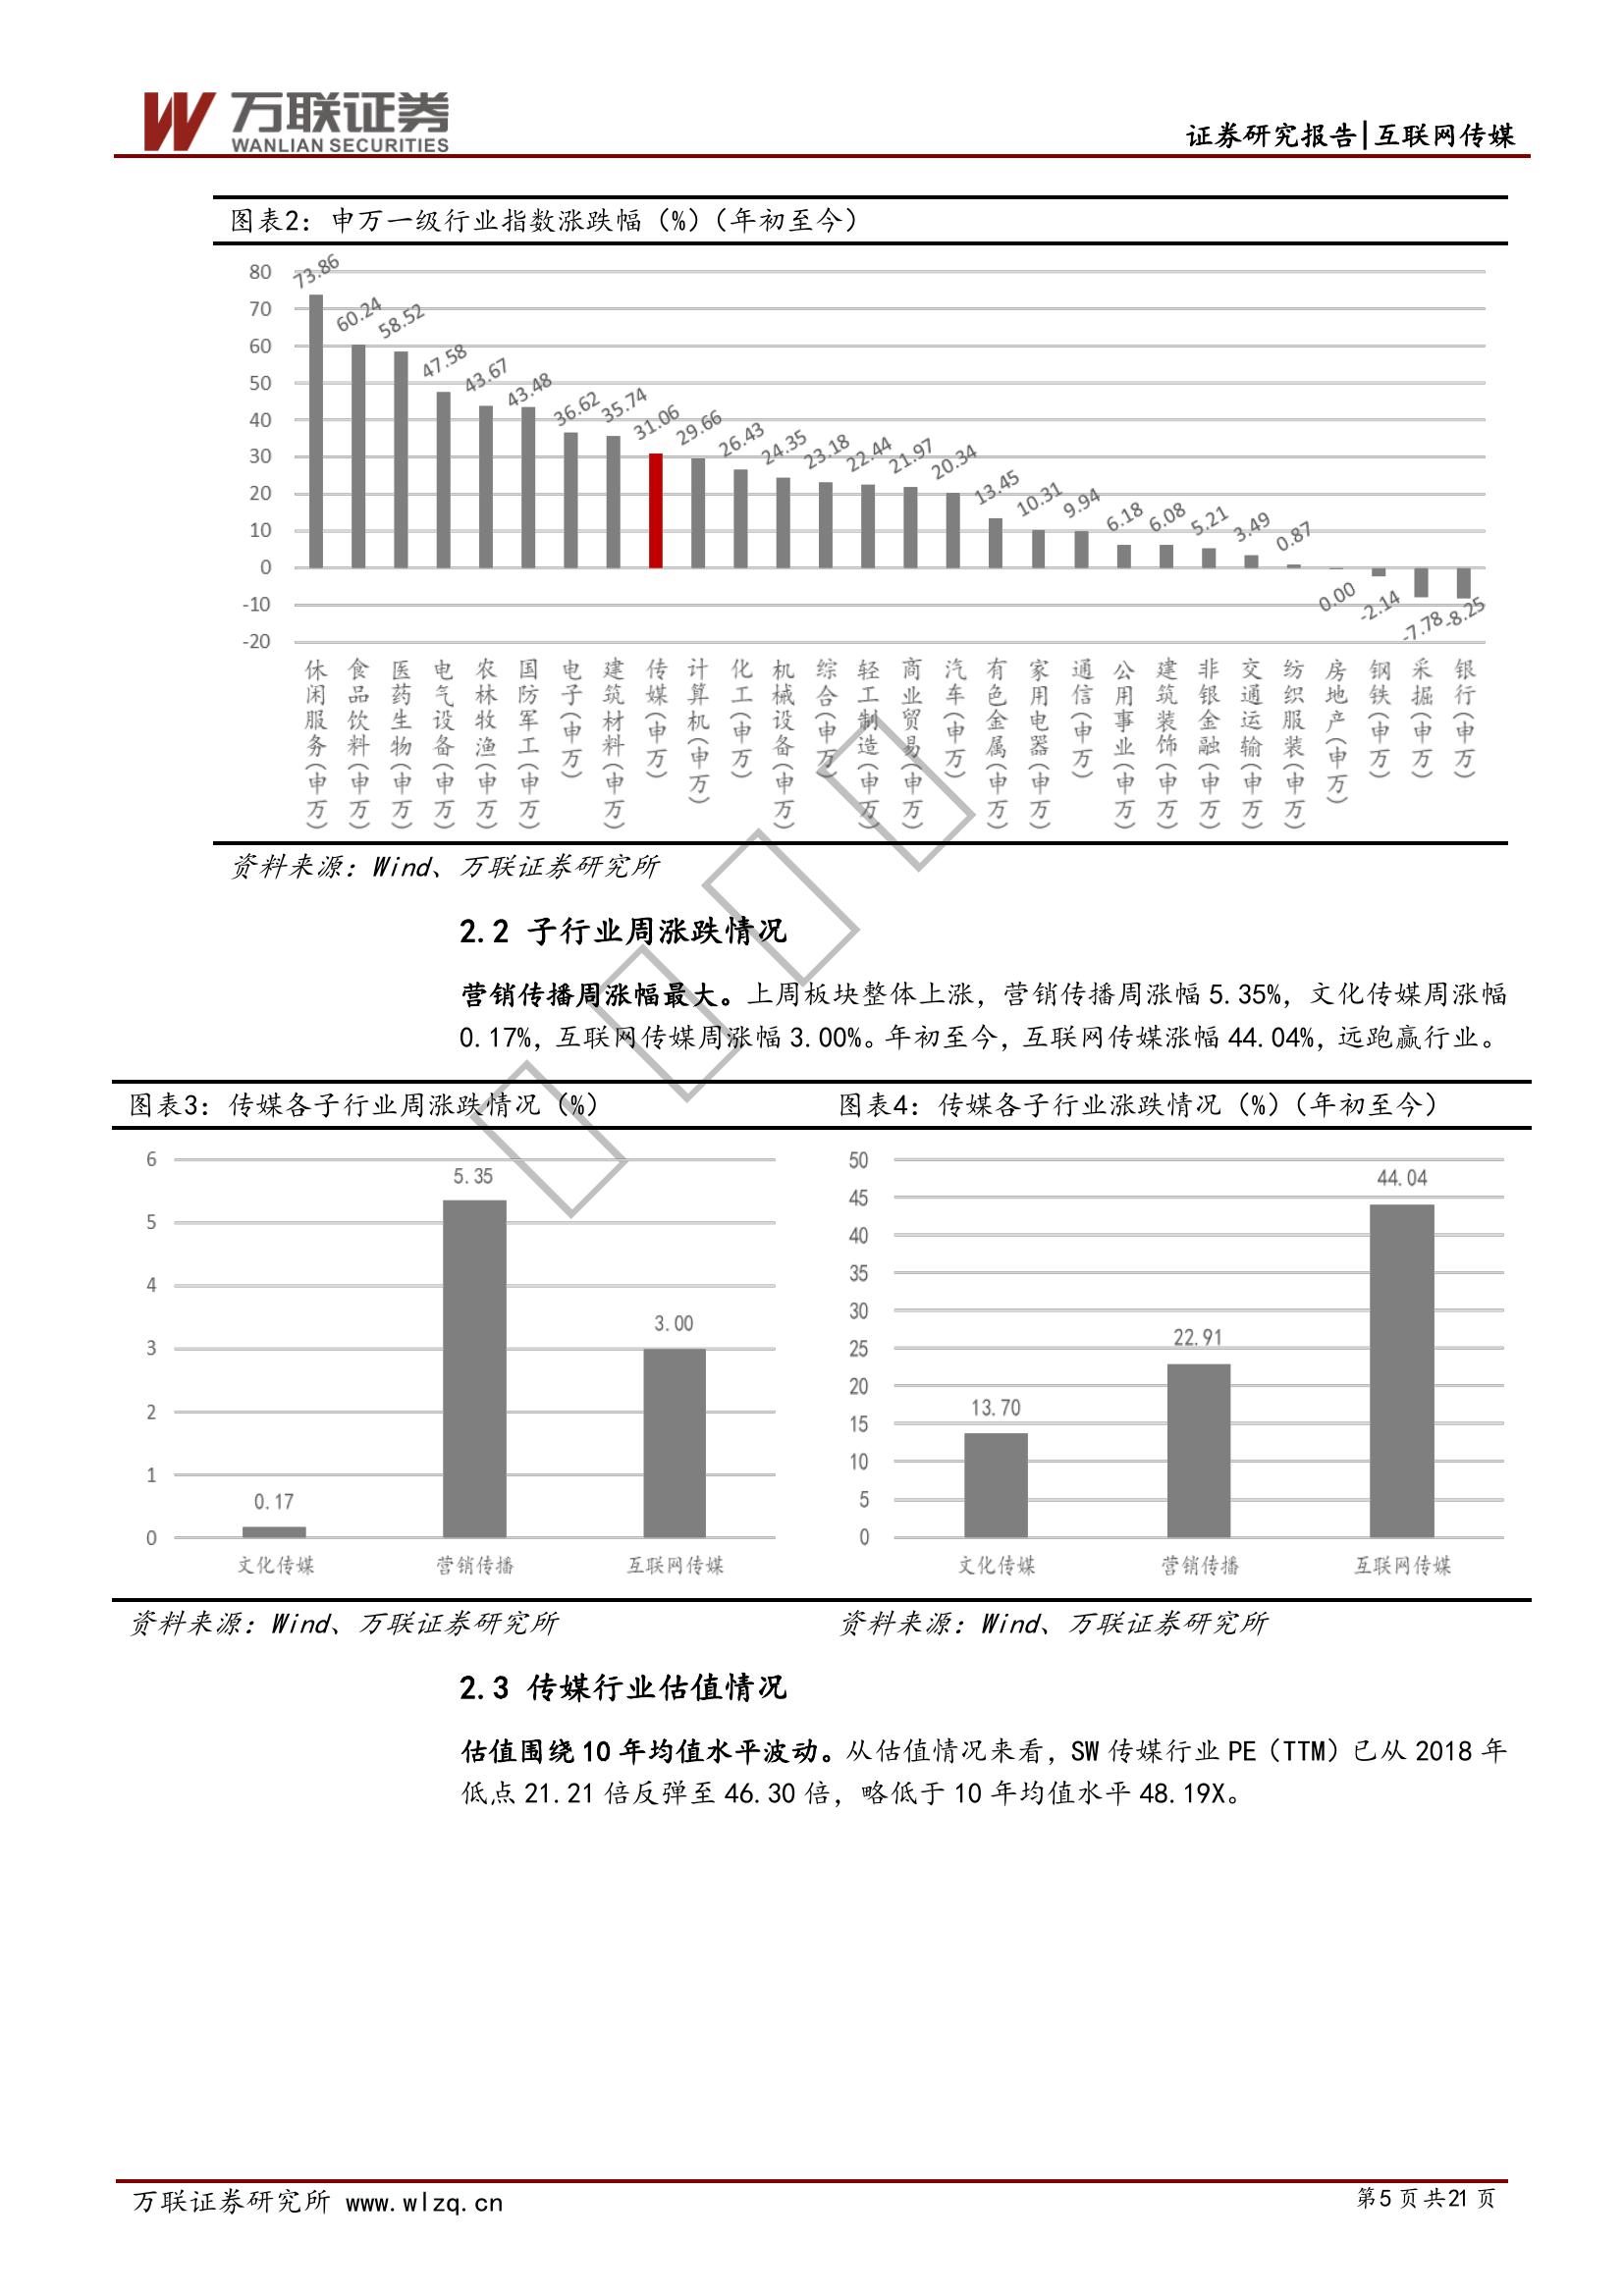 万联证券
WANLIAN SECURITIES
证券研究报告|互联网传媒
图表2：申万一级行业指数涨跌幅（%）（年初至今）
80
70
60
50
40
30
20
10
0
-10
-20
73.86
60.24
58.52
47.58
43.67
43.48
36.62
35.74
31.06
29.66
26.43
24.35
23.18
22.44
21.97
20.34
13.45
10.31
9.94
6.18
6.08
5.21
3.49
0.87
0.00
-2.14
-7.78
-8.25
休闲服务(申万)
食品饮料(申万)
医药生物(申万)
电气设备(申万)
农林牧渔(申万)
国防军工(申万)
电子(申万)
建筑材料(申万)
传媒(申万)
计算机(申万)
化工(申万)
机械设备(申万)
综合(申万)
轻工制造(申万)
商业贸易(申万)
汽车(申万)
有色金属(申万)
家用电器(申万)
通信(申万)
公用事业(申万)
建筑装饰(申万)
非银金融(申万)
交通运输(申万)
纺织服装(申万)
房地产(申万)
钢铁(申万)
采掘(申万)
银行(申万)
资料来源：Wind、万联证券研究所
2.2 子行业周涨跌情况
营销传播周涨幅最大。上周板块整体上涨，营销传播周涨幅 5.35%，文化传媒周涨幅
0.17%，互联网传媒周涨幅 3.00%。年初至今，互联网传媒涨幅 44.04%，远跑赢行业。
图表3：传媒各子行业周涨跌情况（%）
6
5
4
3
2
1
0
0.17
5.35
3.00
文化传媒
营销传播
互联网传媒
资料来源：Wind、万联证券研究所
图表4：传媒各子行业涨跌情况（%）（年初至今）
50
45
40
35
30
25
20
15
10
5
0
13.70
22.91
44.04
文化传媒
营销传播
互联网传媒
资料来源：Wind、万联证券研究所
2.3 传媒行业估值情况
估值围绕 10 年均值水平波动。从估值情况来看，SW 传媒行业 PE（TTM）已从 2018 年
低点 21.21 倍反弹至 46.30 倍，略低于 10 年均值水平 48.19X。
万联证券研究所 www.wlzq.cn
第 5 页 共 21 页